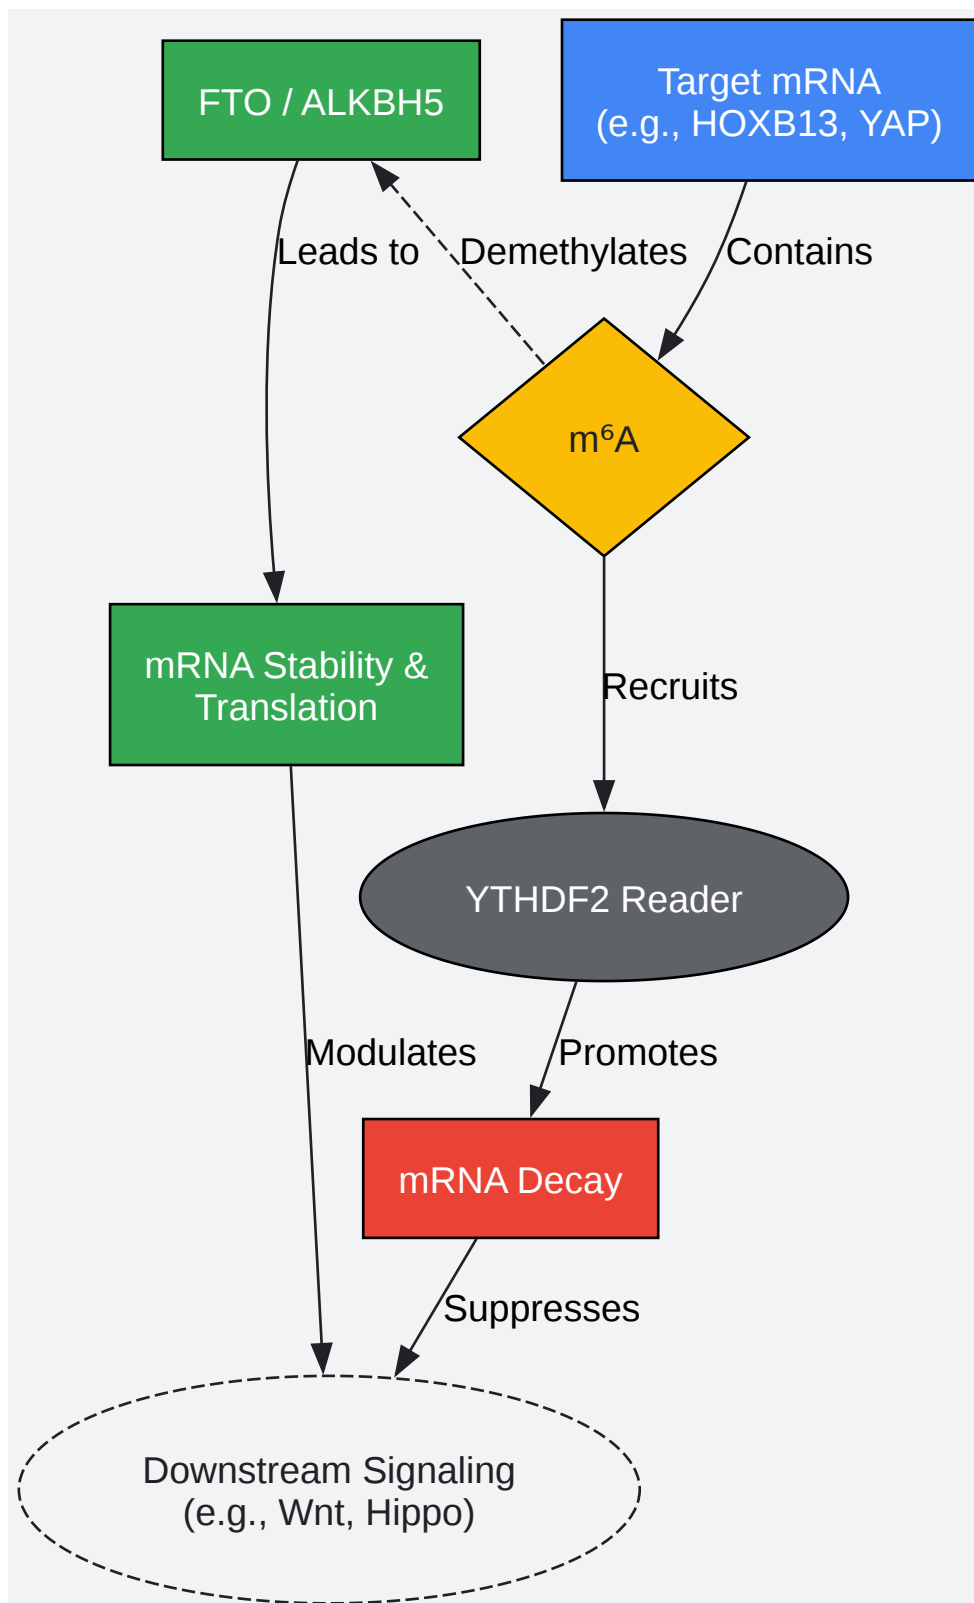 FTO / ALKBH5
Target mRNA
(e.g., HOXB13, YAP)
Leads to
Demethylates
Contains
m⁶A
mRNA Stability &
Translation
Recruits
YTHDF2 Reader
Modulates
Promotes
mRNA Decay
Suppresses
Downstream Signaling
(e.g., Wnt, Hippo)